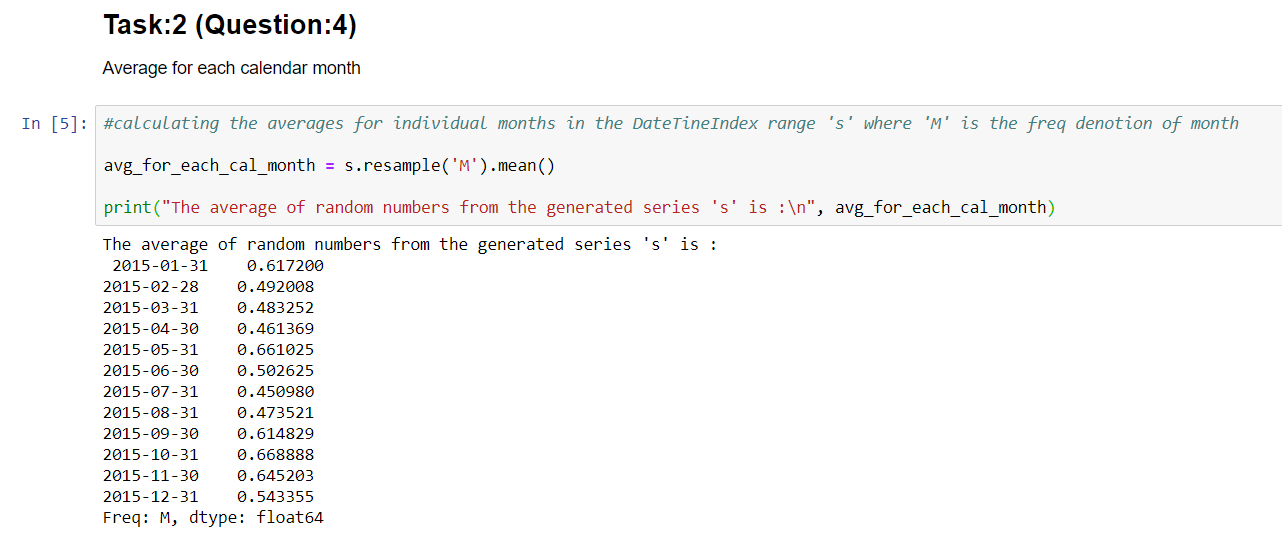 Task:2 (Question:4)
Average for each calendar month
In [5]: #calculating the averages for individual months in the DateTineIndex range 's' where 'M' is the freq denotion of month
avg_for_each_cal_month = s.resample('M').mean()
print("The average of random numbers from the generated series 's' is :\n", avg_for_each_cal_month)
The average of random numbers from the generated series 's' is :
 2015-01-31    0.617200
2015-02-28    0.492008
2015-03-31    0.483252
2015-04-30    0.461369
2015-05-31    0.661025
2015-06-30    0.502625
2015-07-31    0.450980
2015-08-31    0.473521
2015-09-30    0.614829
2015-10-31    0.668888
2015-11-30    0.645203
2015-12-31    0.543355
Freq: M, dtype: float64